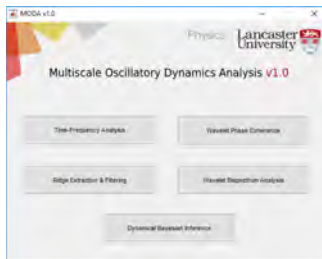 MODA v1.0
Physics
Lancaster
University
Multiscale Oscillatory Dynamics Analysis v1.0
Time-Frequency Analysis
Wavelet Phase Coherence
Ridge Extraction & Filtering
Wavelet Bispectrum Analysis
Dynamical Bayesian Inference